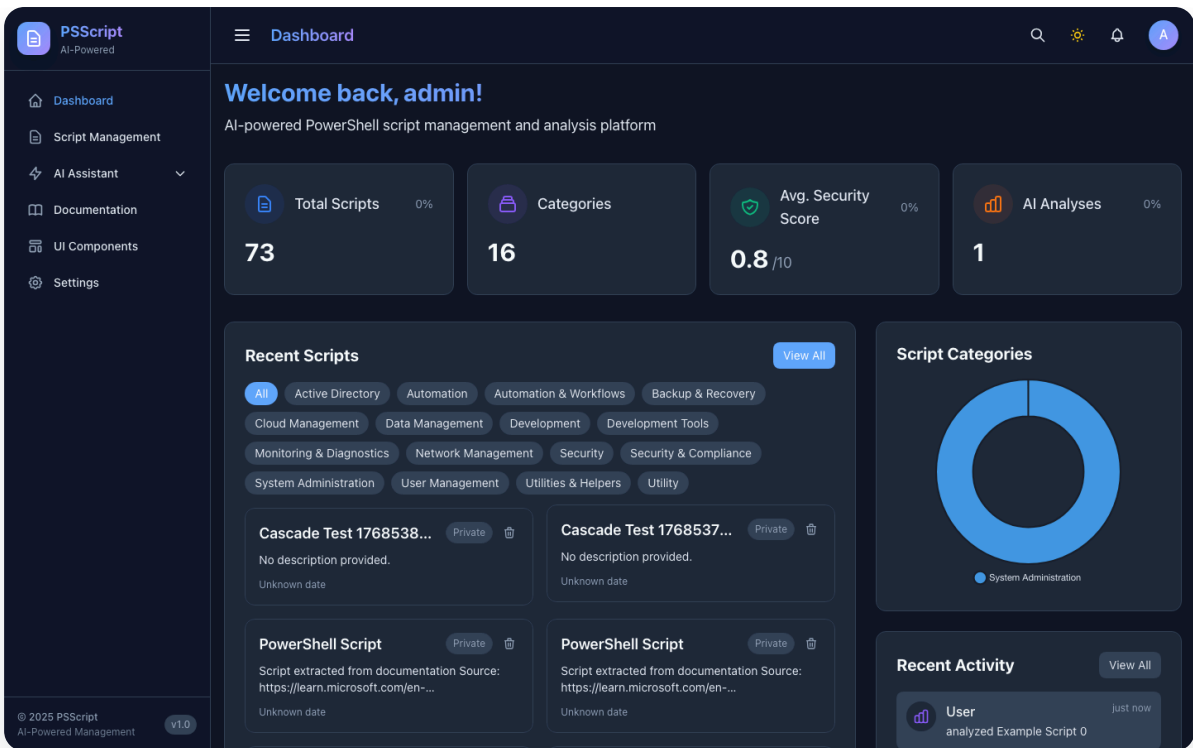 PSScript
AI-Powered
Dashboard
Script Management
AI Assistant
Documentation
UI Components
Settings
© 2025 PSScript
AI-Powered Management
v1.0
Dashboard
A
Welcome back, admin!
AI-powered PowerShell script management and analysis platform
Total Scripts
0%
73
Categories
16
Avg. Security
Score
0%
0.8 /10
AI Analyses
0%
1
Recent Scripts
View All
All
Active Directory
Automation
Automation & Workflows
Backup & Recovery
Cloud Management
Data Management
Development
Development Tools
Monitoring & Diagnostics
Network Management
Security
Security & Compliance
System Administration
User Management
Utilities & Helpers
Utility
Cascade Test 1768538...
Private
No description provided.
Unknown date
Cascade Test 1768537...
Private
No description provided.
Unknown date
PowerShell Script
Private
Script extracted from documentation Source:
https://learn.microsoft.com/en-...
Unknown date
PowerShell Script
Private
Script extracted from documentation Source:
https://learn.microsoft.com/en-...
Unknown date
Script Categories
System Administration
Recent Activity
View All
User
just now
analyzed Example Script 0